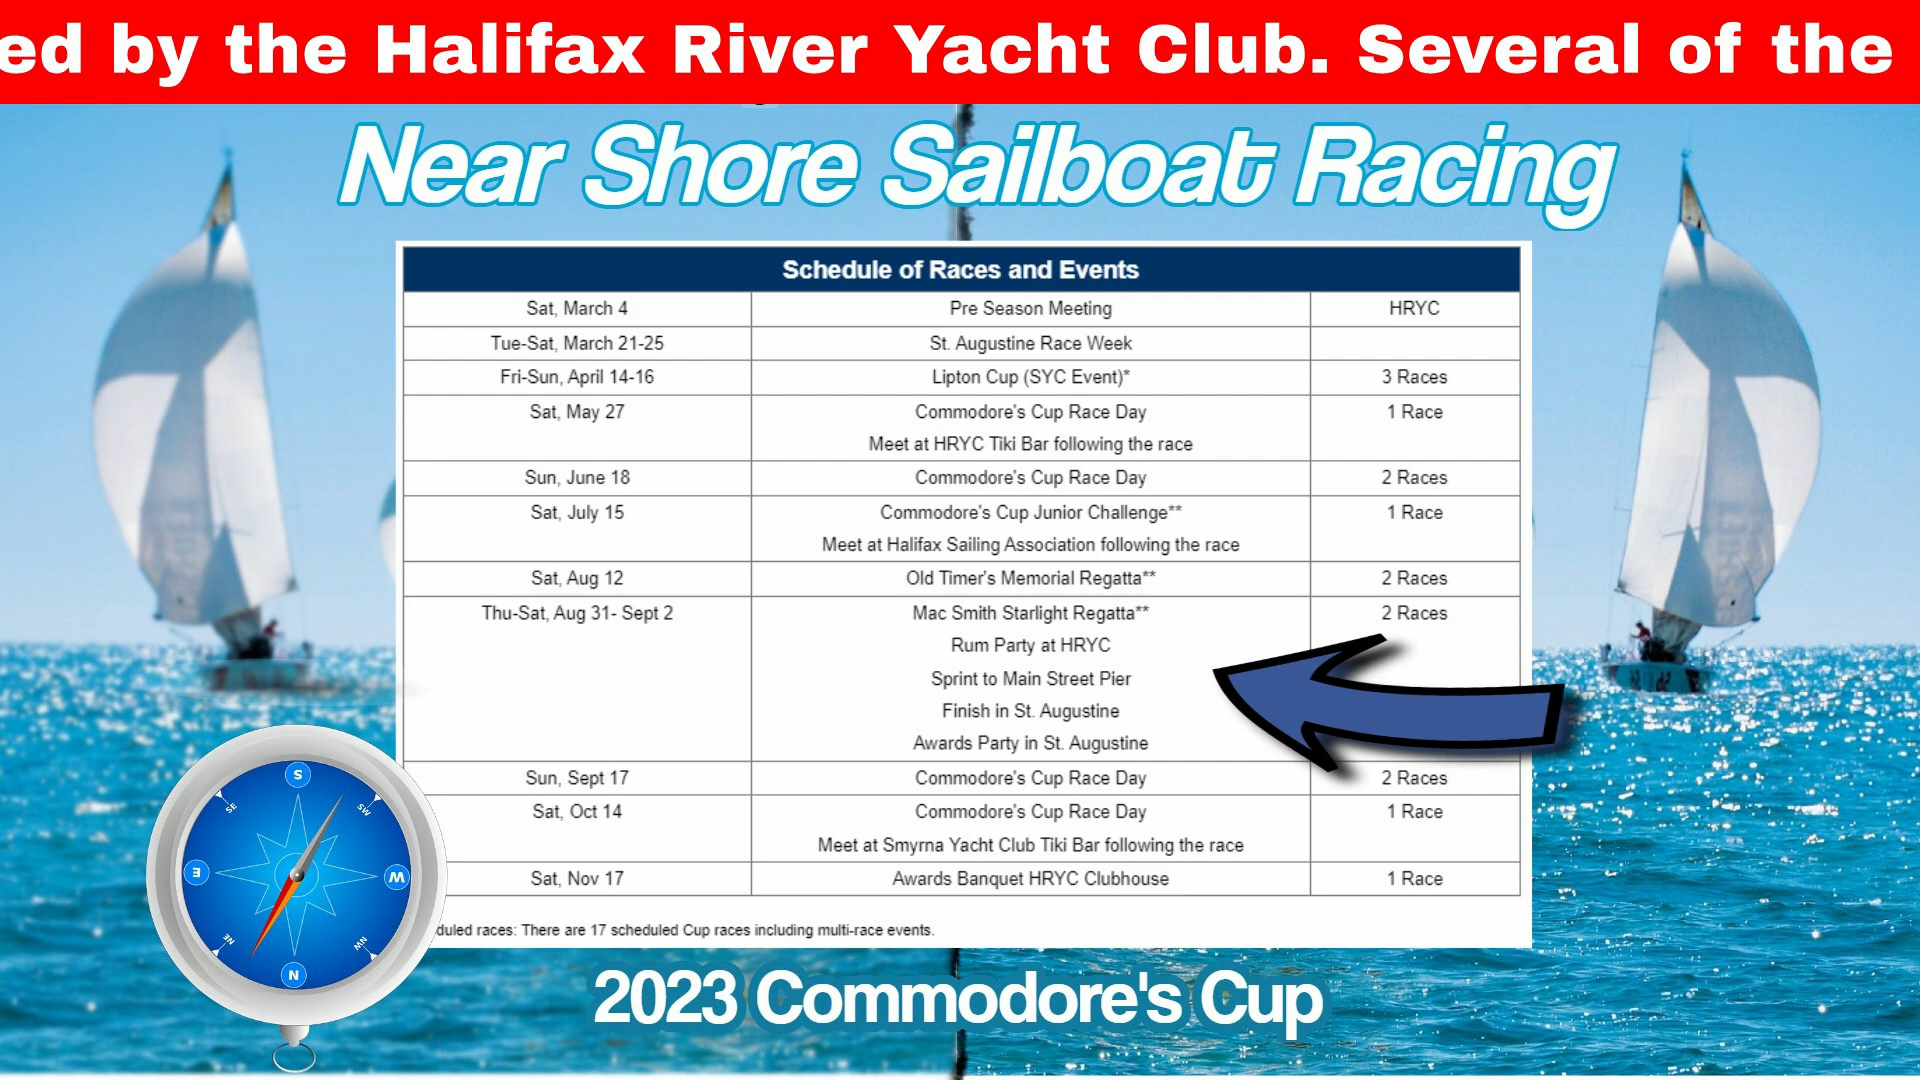 ed by the Halifax River Yacht Club. Several of the
Near Shore Sailboat Racing
Schedule of Races and Events
Sat, March 4 Pre Season Meeting HRYC
Tue-Sat, March 21-25 St. Augustine Race Week
Fri-Sun, April 14-16 Lipton Cup (SYC Event)* 3 Races
Sat, May 27 Commodore's Cup Race Day 1 Race
Meet at HRYC Tiki Bar following the race
Sun, June 18 Commodore's Cup Race Day 2 Races
Sat, July 15 Commodore's Cup Junior Challenge** 1 Race
Meet at Halifax Sailing Association following the race
Sat, Aug 12 Old Timer's Memorial Regatta** 2 Races
Thu-Sat, Aug 31- Sept 2 Mac Smith Starlight Regatta** 2 Races
Rum Party at HRYC
Sprint to Main Street Pier
Finish in St. Augustine
Awards Party in St. Augustine
Sun, Sept 17 Commodore's Cup Race Day 2 Races
Sat, Oct 14 Commodore's Cup Race Day 1 Race
Meet at Smyrna Yacht Club Tiki Bar following the race
Sat, Nov 17 Awards Banquet HRYC Clubhouse 1 Race
duled races: There are 17 scheduled Cup races including multi-race events.
S
SE SW
E W
NE NW
N
2023 Commodore's Cup